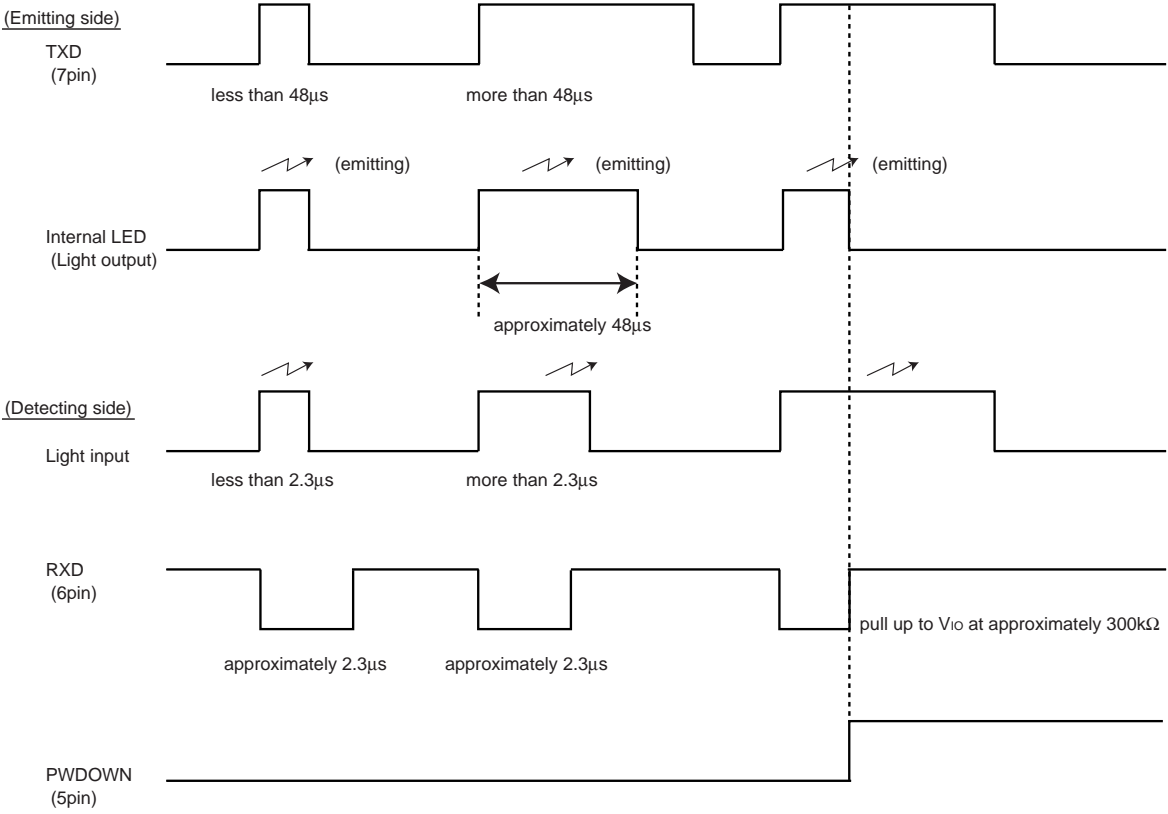 (Emitting side)
TXD
(7pin)
less than 48μs
more than 48μs
(emitting)
(emitting)
(emitting)
Internal LED
(Light output)
approximately 48μs
(Detecting side)
Light input
less than 2.3μs
more than 2.3μs
RXD
(6pin)
pull up to VIO at approximately 300kΩ
approximately 2.3μs
approximately 2.3μs
PWDOWN
(5pin)